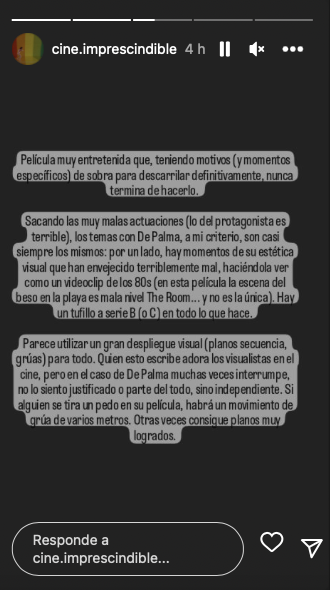 cine.imprescindible 4 h
Película muy entretenida que, teniendo motivos (y momentos
específicos) de sobra para descarrilar definitivamente, nunca
termina de hacerlo.
Sacando las muy malas actuaciones (lo del protagonista es
terrible), los temas con De Palma, a mi criterio, son casi
siempre los mismos: por un lado, hay momentos de su estética
visual que han envejecido terriblemente mal, haciéndola ver
como un videoclip de los 80s (en esta película la escena del
beso en la playa es mala nivel The Room... y no es la única). Hay
un tufillo a serie B (o C) en todo lo que hace.
Parece utilizar un gran despliegue visual (planos secuencia,
grúas) para todo. Quien esto escribe adora los visualistas en el
cine, pero en el caso de De Palma muchas veces interrumpe,
no lo siento justificado o parte del todo, sino independiente. Si
alguien se tira un pedo en su película, habrá un movimiento de
grúa de varios metros. Otras veces consigue planos muy
logrados.
Responde a
cine.imprescindible...